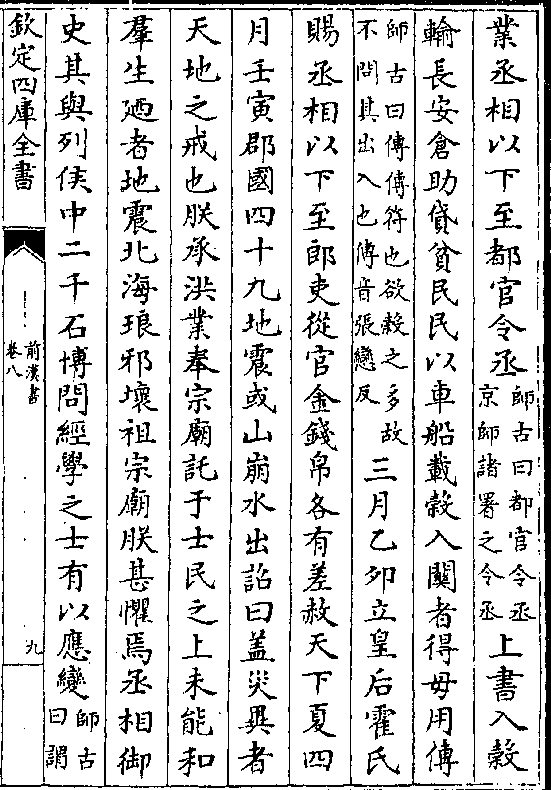 業丞相以下至都官令丞師古曰都官令丞京師諸署之令丞上書入榖
輸長安倉助貸貧民民以車船載榖入關者得毋用傳
師古曰傳傳符也欲榖之多故不問其出入也傳音張戀反三月乙卯立皇后霍氏
賜丞相以下至郎吏從官金錢帛各有差赦天下夏四
月壬寅郡國四十九地震或山崩水出詔曰盖災異者
天地之戒也朕承洪業奉宗廟託于士民之上未能和
羣生廼者地震北海琅邪壞祖宗廟朕甚懼焉丞相御
史其與列侯中二千石博問經學之士有以應變師古曰謂
欽定四庫全書
前漢書
卷八
九